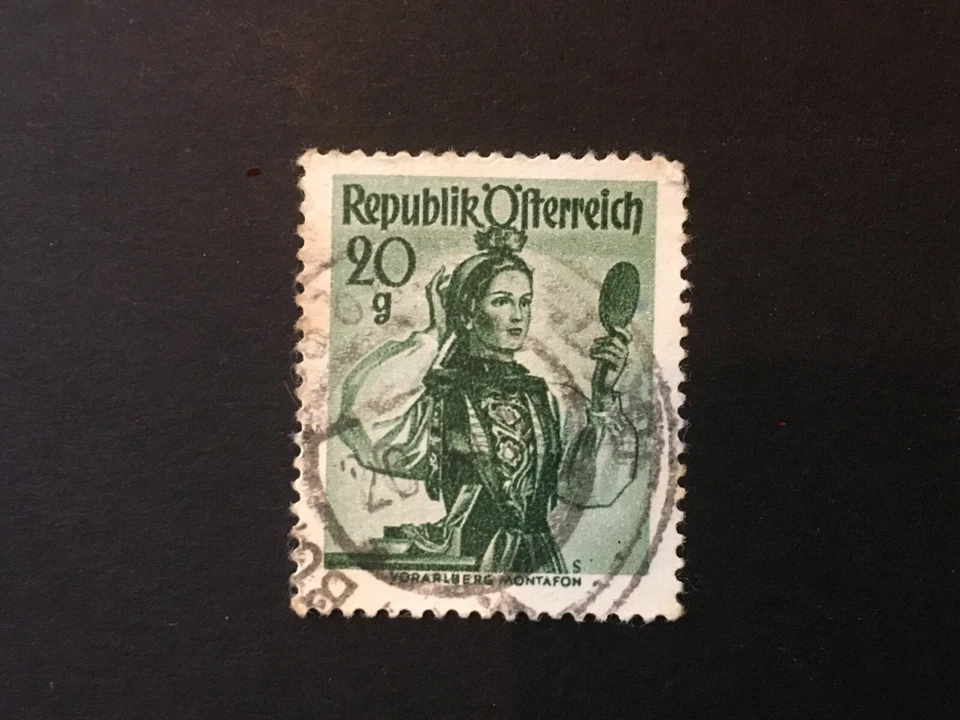 Republik Österreich
20
g
S
VORARLBERG MONTAFON